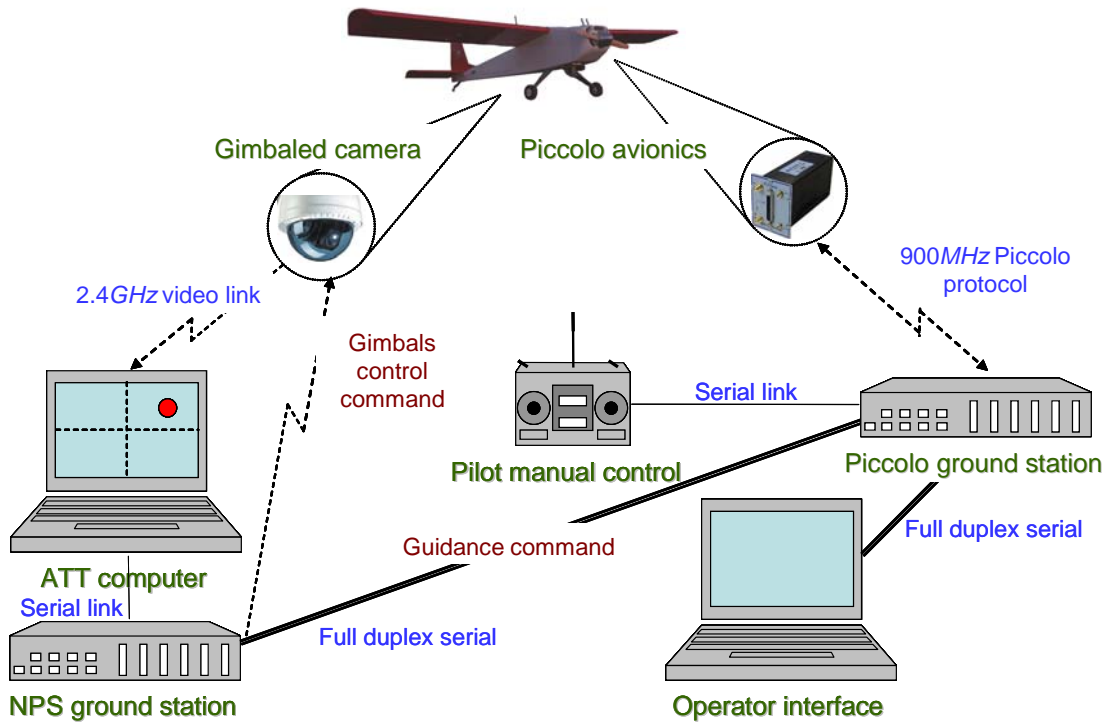 Gimbaled camera
Piccolo avionics
2.4GHz video link
900MHz Piccolo
protocol
Gimbals
control
command
Serial link
Pilot manual control
Piccolo ground station
Guidance command
Full duplex serial
ATT computer
Serial link
Full duplex serial
NPS ground station
Operator interface